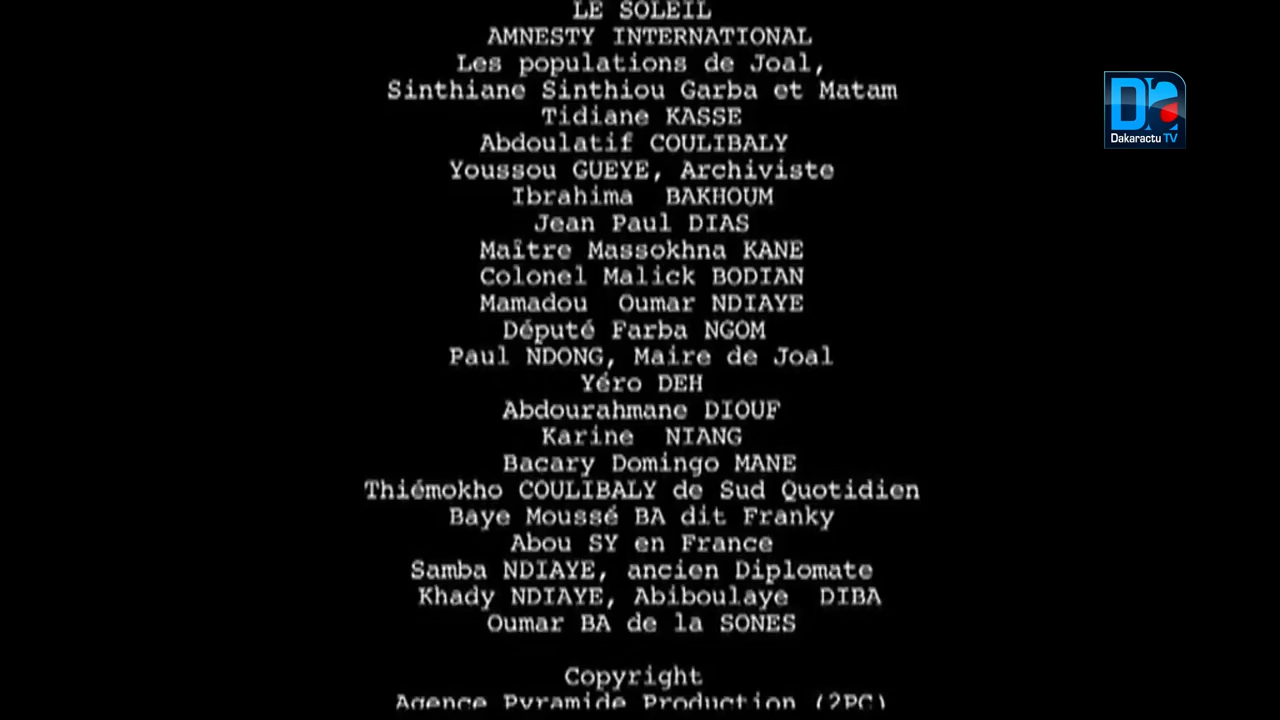 LE SOLEIL
AMNESTY INTERNATIONAL
Les populations de Joal,
Sinthiane Sinthiou Garba et Matam
Tidiane KASSE
Abdoulatif COULIBALY
Youssou GUEYE, Archiviste
Ibrahima BAKHOUM
Jean Paul DIAS
Maître Massokhna KANE
Colonel Malick BODIAN
Mamadou Oumar NDIAYE
Député Farba NGOM
Paul NDONG, Maire de Joal
Yéro DEH
Abdourahmane DIOUF
Karine NIANG
Bacary Domingo MANE
Thiémokho COULIBALY de Sud Quotidien
Baye Moussé BA dit Franky
Abou SY en France
Samba NDIAYE, ancien Diplomate
Khady NDIAYE, Abiboulaye DIBA
Oumar BA de la SONES
Copyright
Agence Pyramide Production (2PC)
Da
Dakaractu TV